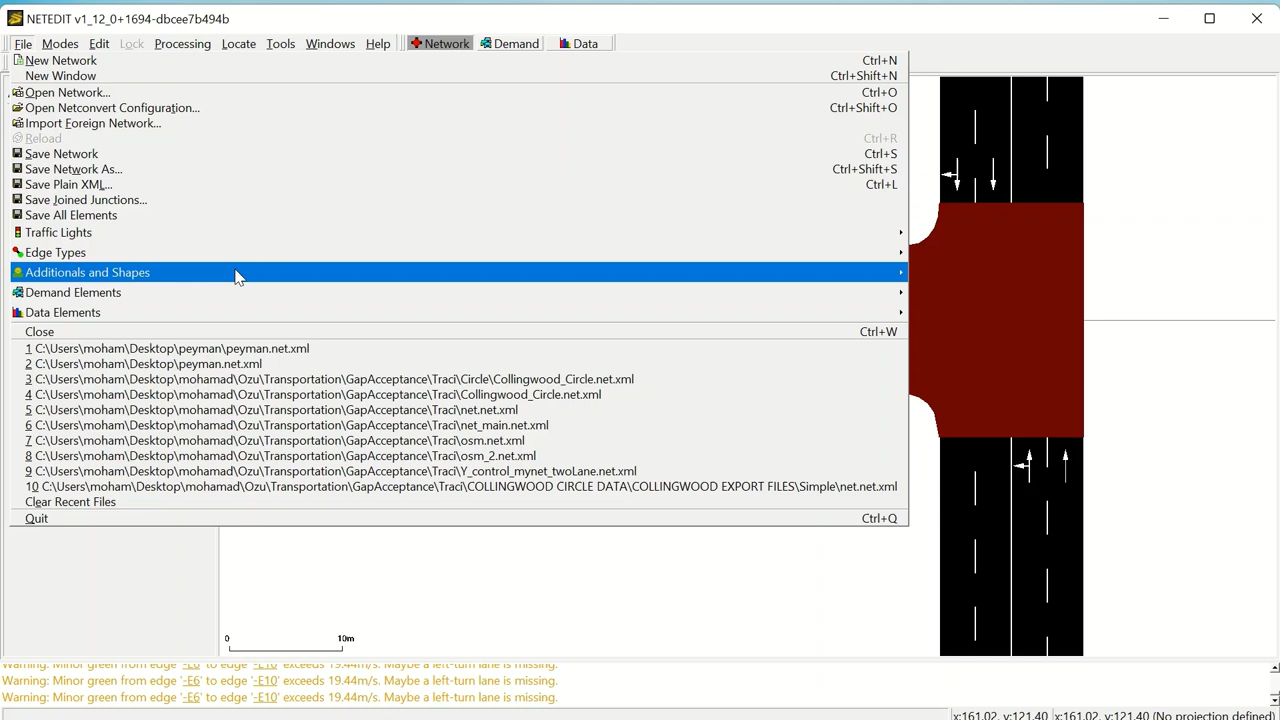 NETEDIT v1_12_0+1694-dbcee7b494b
File Modes Edit Lock Processing Locate Tools Windows Help Network Demand Data
New Network Ctrl+N
New Window Ctrl+Shift+N
Open Network... Ctrl+O
Open Netconvert Configuration... Ctrl+Shift+O
Import Foreign Network...
Reload Ctrl+R
Save Network Ctrl+S
Save Network As... Ctrl+Shift+S
Save Plain XML... Ctrl+L
Save Joined Junctions...
Save All Elements
Traffic Lights
Edge Types
Additionals and Shapes
Demand Elements
Data Elements
Close Ctrl+W
1 C:\Users\moham\Desktop\peyman\peyman.net.xml
2 C:\Users\moham\Desktop\peyman.net.xml
3 C:\Users\moham\Desktop\mohamad\Ozu\Transportation\GapAcceptance\Traci\Circle\Collingwood_Circle.net.xml
4 C:\Users\moham\Desktop\mohamad\Ozu\Transportation\GapAcceptance\Traci\Collingwood_Circle.net.xml
5 C:\Users\moham\Desktop\mohamad\Ozu\Transportation\GapAcceptance\Traci\net.net.xml
6 C:\Users\moham\Desktop\mohamad\Ozu\Transportation\GapAcceptance\Traci\net_main.net.xml
7 C:\Users\moham\Desktop\mohamad\Ozu\Transportation\GapAcceptance\Traci\osm.net.xml
8 C:\Users\moham\Desktop\mohamad\Ozu\Transportation\GapAcceptance\Traci\osm_2.net.xml
9 C:\Users\moham\Desktop\mohamad\Ozu\Transportation\GapAcceptance\Traci\Y_control_mynet_twoLane.net.xml
10 C:\Users\moham\Desktop\mohamad\Ozu\Transportation\GapAcceptance\Traci\COLLINGWOOD CIRCLE DATA\COLLINGWOOD EXPORT FILES\Simple\net.net.xml
Clear Recent Files
Quit Ctrl+Q
0 10m
Warning: Minor green from edge '-E6' to edge '-E10' exceeds 19.44m/s. Maybe a left-turn lane is missing.
Warning: Minor green from edge '-E6' to edge '-E10' exceeds 19.44m/s. Maybe a left-turn lane is missing.
Warning: Minor green from edge '-E6' to edge '-E10' exceeds 19.44m/s. Maybe a left-turn lane is missing.
x:161.02, y:121.40 x:161.02, y:121.40 (No projection defined)